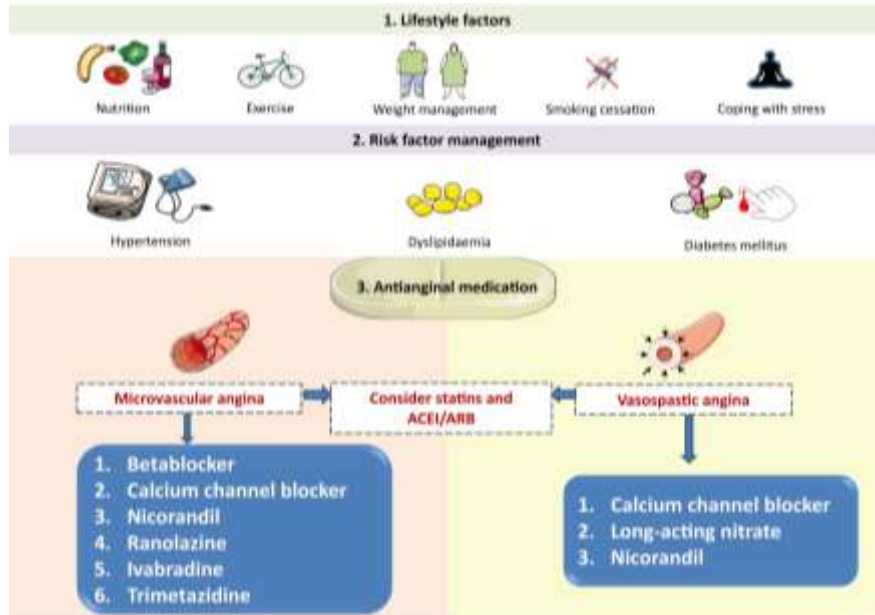 1. Lifestyle factors
Nutrition
Exercise
Weight management
Smoking cessation
Coping with stress
2. Risk factor management
Hypertension
Dyslipidaemia
Diabetes mellitus
3. Antianginal medication
Microvascular angina
Consider statins and
ACEI/ARB
Vasospastic angina
1. Betablocker
2. Calcium channel blocker
3. Nicorandil
4. Ranolazine
5. Ivabradine
6. Trimetazidine
1. Calcium channel blocker
2. Long-acting nitrate
3. Nicorandil